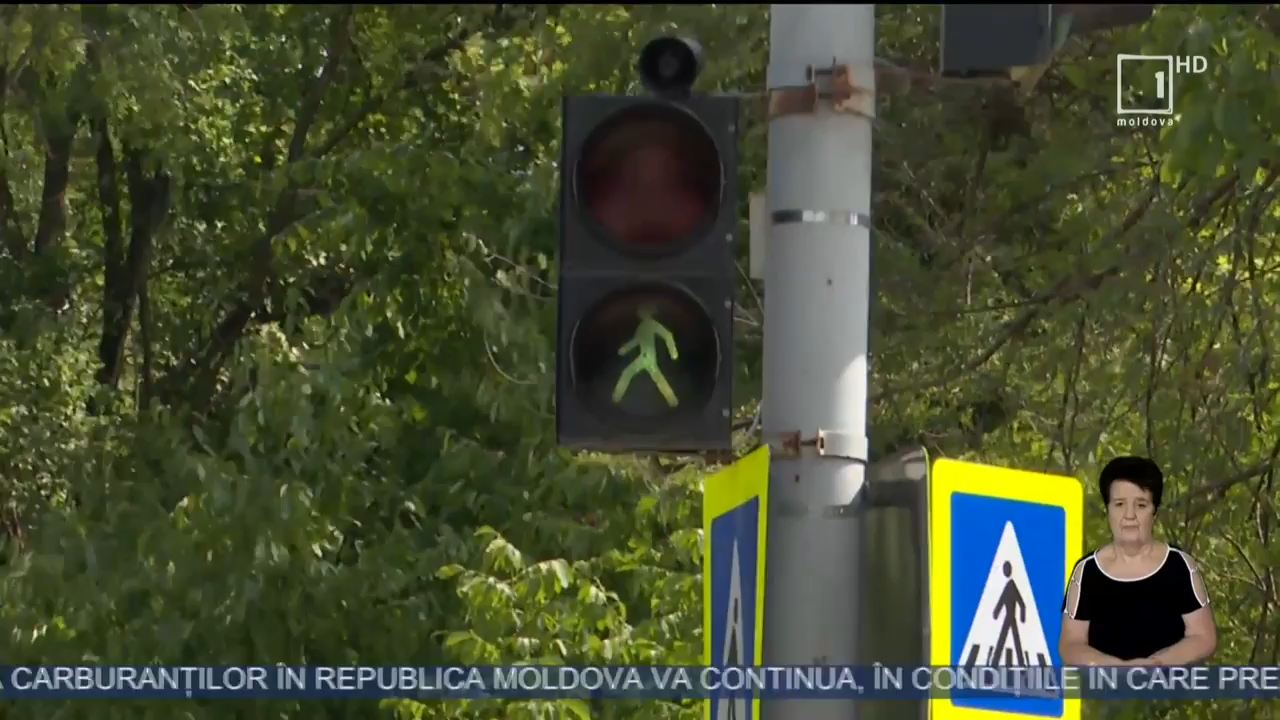 1 HD
moldova
CARBURANȚILOR ÎN REPUBLICA MOLDOVA VA CONTINUA, ÎN CONDIȚIILE ÎN CARE PRE